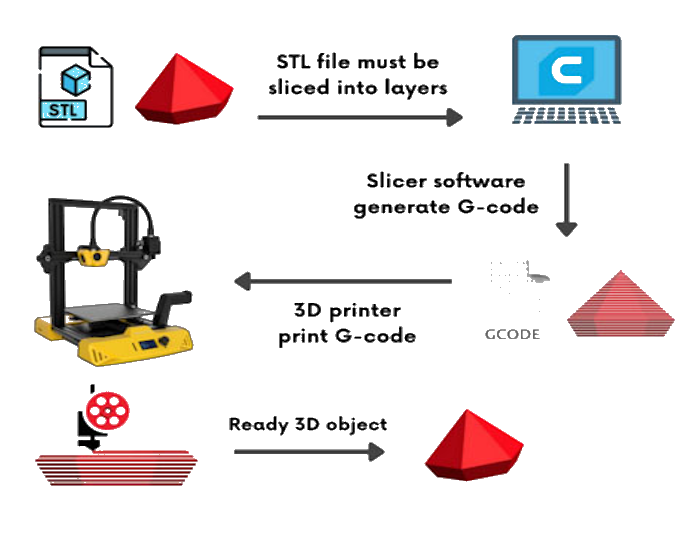 STL
STL file must be
sliced into layers
C
Slicer software
generate G-code
3D printer
print G-code
GCODE
Ready 3D object